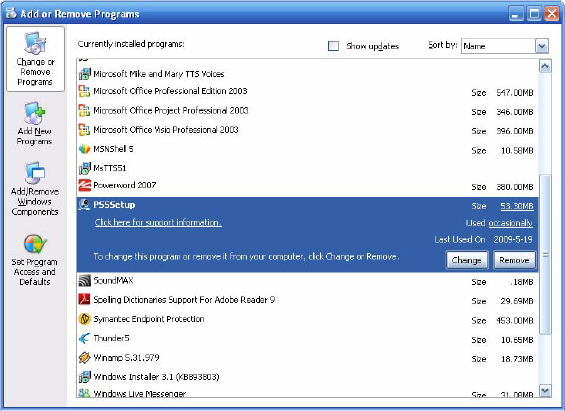 Add or Remove Programs
Change or
Remove
Programs
Add New
Programs
Add/Remove
Windows
Components
Set Program
Access and
Defaults
Currently installed programs:
Show updates
Sort by: Name
Microsoft Mike and Mary TTS Voices
Microsoft Office Professional Edition 2003 Size 547.00MB
Microsoft Office Project Professional 2003 Size 346.00MB
Microsoft Office Visio Professional 2003 Size 396.00MB
MSNShell 5 Size 10.58MB
MsTTS51
Powerword 2007 Size 380.00MB
PSSSetup Size 53.30MB
Click here for support information. Used occasionally.
Last Used On 2009-5-19
To change this program or remove it from your computer, click Change or Remove. Change Remove
SoundMAX Size .18MB
Spelling Dictionaries Support For Adobe Reader 9 Size 29.69MB
Symantec Endpoint Protection Size 453.00MB
Thunder5 Size 10.65MB
Winamp 5.31.979 Size 18.73MB
Windows Installer 3.1 (KB893803)
Windows Live Messenger Size 31.08MB